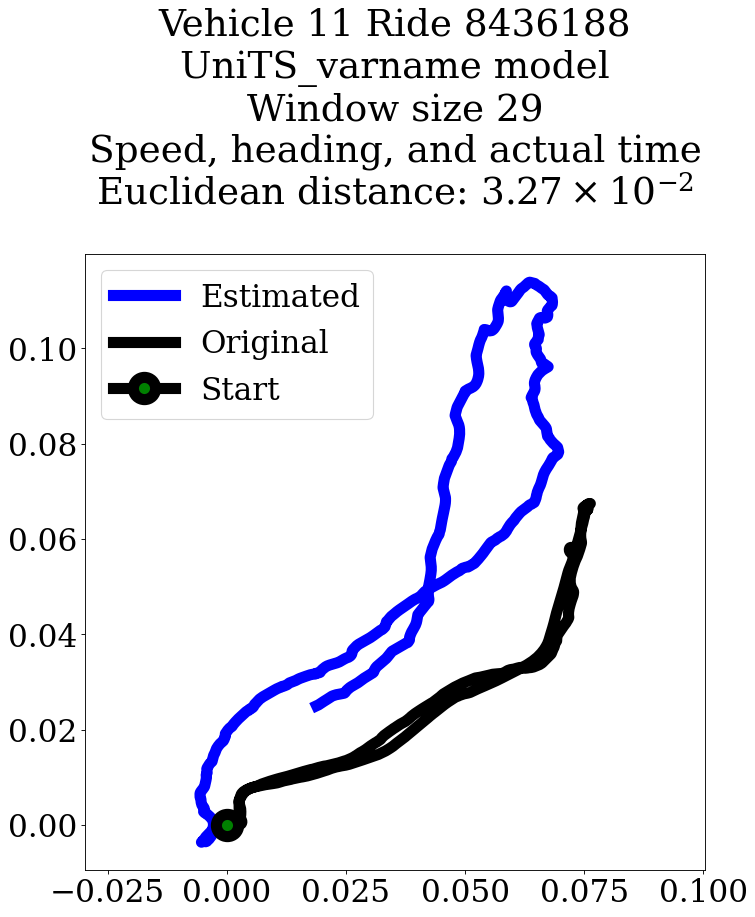 Vehicle 11 Ride 8436188
UniTS_varname model
Window size 29
Speed, heading, and actual time
Euclidean distance: 3.27 × 10⁻²
Estimated
Original
Start
0.10
0.08
0.06
0.04
0.02
0.00
−0.025 0.000 0.025 0.050 0.075 0.100